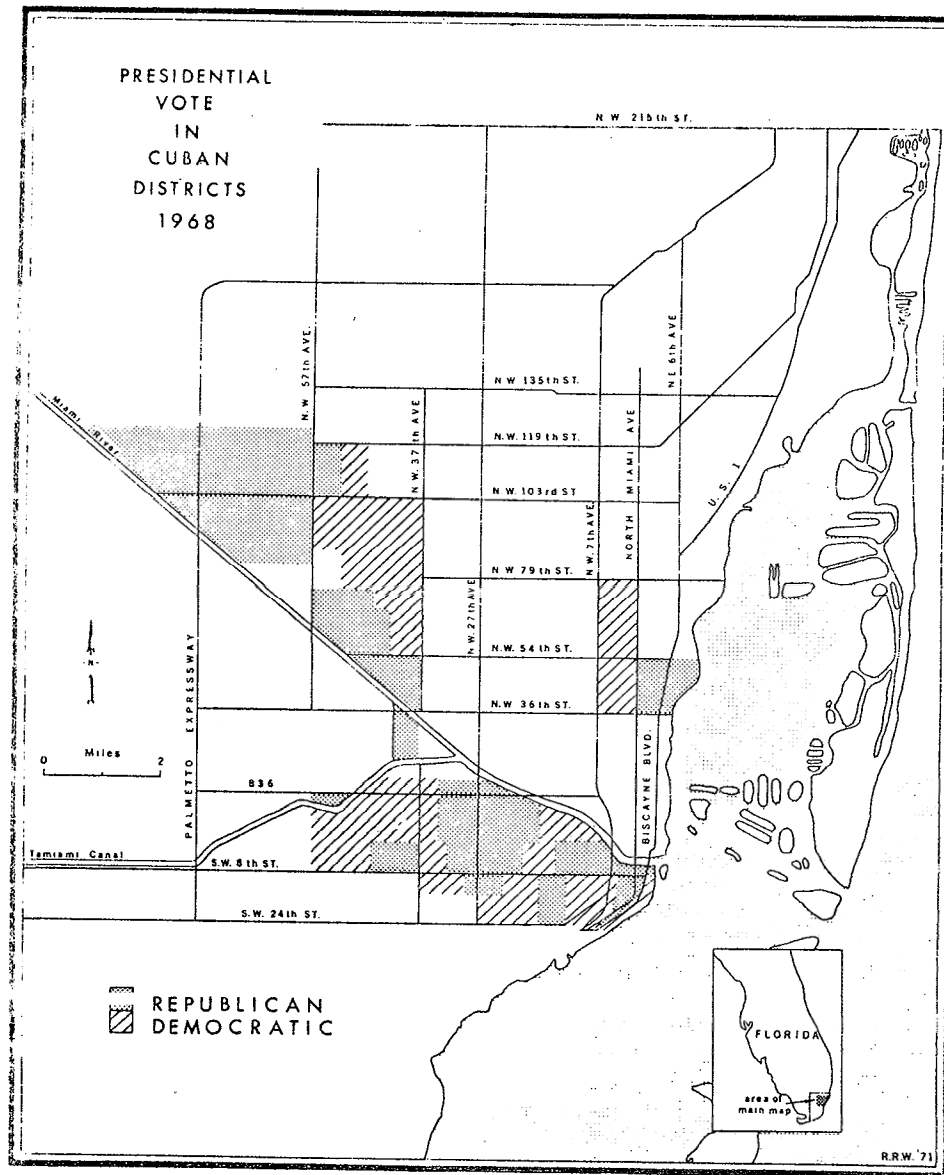 PRESIDENTIAL
VOTE
IN
CUBAN
DISTRICTS
1968
N W 215th ST.
N.W 57th AVE.
N W 135th ST.
N E 6th AVE
Miami River
N.W. 37th AVE
N.W. 119 th ST.
NORTH MIAMI AVE
U. S. 1
N.W. 103rd ST
N.W. 7th AVE
N W 79th ST.
N.W. 27th AVE
N.W. 54th ST.
PALMETTO EXPRESSWAY
-N-
N.W. 36th ST.
Miles
0 2
BISCAYNE BLVD.
836
Tamiami Canal
S.W. 8th ST.
S.W. 24th ST.
REPUBLICAN
DEMOCRATIC
FLORIDA
area of
main map
R.R.W. '71